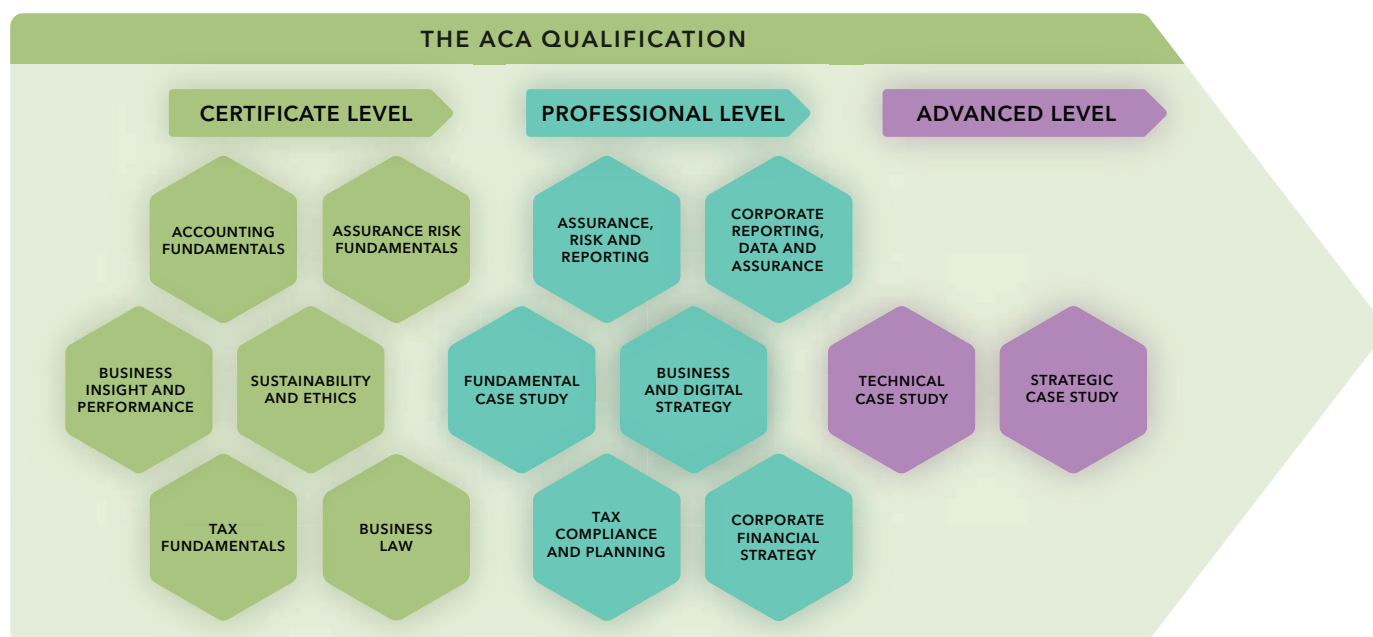 THE ACA QUALIFICATION
CERTIFICATE LEVEL
PROFESSIONAL LEVEL
ADVANCED LEVEL
ACCOUNTING
FUNDAMENTALS
ASSURANCE RISK
FUNDAMENTALS
BUSINESS
INSIGHT AND
PERFORMANCE
SUSTAINABILITY
AND ETHICS
TAX
FUNDAMENTALS
BUSINESS
LAW
ASSURANCE,
RISK AND
REPORTING
CORPORATE
REPORTING,
DATA AND
ASSURANCE
FUNDAMENTAL
CASE STUDY
BUSINESS
AND DIGITAL
STRATEGY
TAX
COMPLIANCE
AND PLANNING
CORPORATE
FINANCIAL
STRATEGY
TECHNICAL
CASE STUDY
STRATEGIC
CASE STUDY